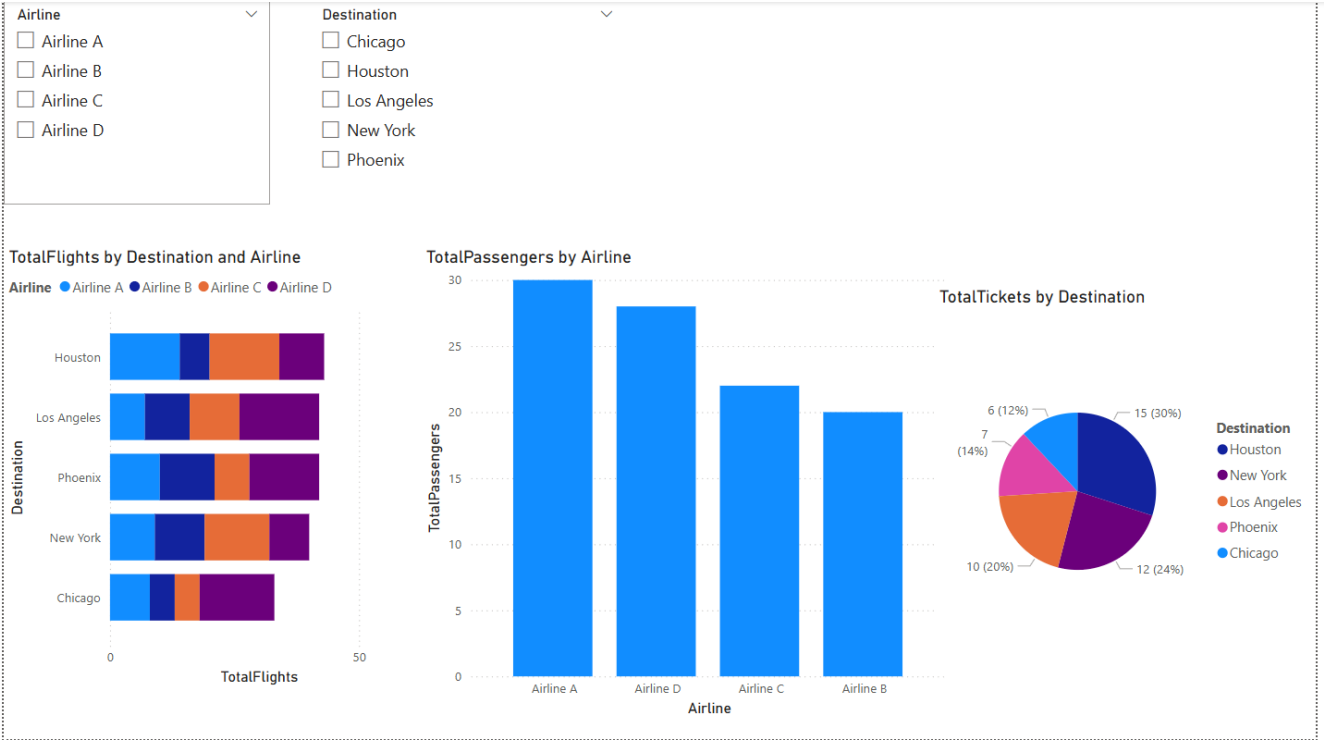 Airline
Airline A
Airline B
Airline C
Airline D
Destination
Chicago
Houston
Los Angeles
New York
Phoenix
TotalFlights by Destination and Airline
Airline Airline A Airline B Airline C Airline D
Destination
Houston
Los Angeles
Phoenix
New York
Chicago
0 50
TotalFlights
TotalPassengers by Airline
TotalPassengers
30
25
20
15
10
5
0
Airline A Airline D Airline C Airline B
Airline
TotalTickets by Destination
6 (12%)
15 (30%)
7
(14%)
10 (20%)
12 (24%)
Destination
Houston
New York
Los Angeles
Phoenix
Chicago